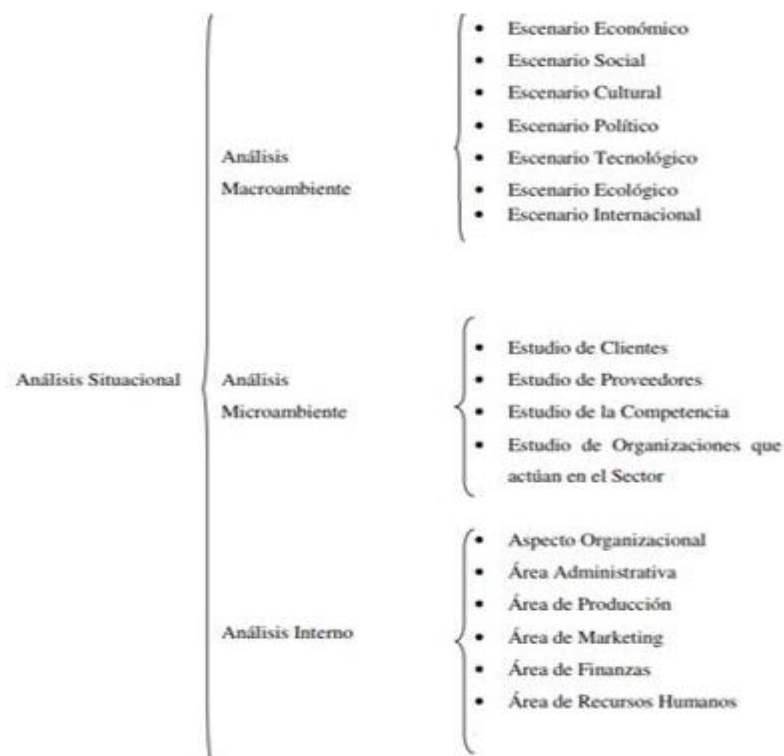 Análisis Situacional
Análisis
Macroambiente
• Escenario Económico
• Escenario Social
• Escenario Cultural
• Escenario Político
• Escenario Tecnológico
• Escenario Ecológico
• Escenario Internacional
Análisis
Microambiente
• Estudio de Clientes
• Estudio de Proveedores
• Estudio de la Competencia
• Estudio de Organizaciones que
actúan en el Sector
Análisis Interno
• Aspecto Organizacional
• Área Administrativa
• Área de Producción
• Área de Marketing
• Área de Finanzas
• Área de Recursos Humanos